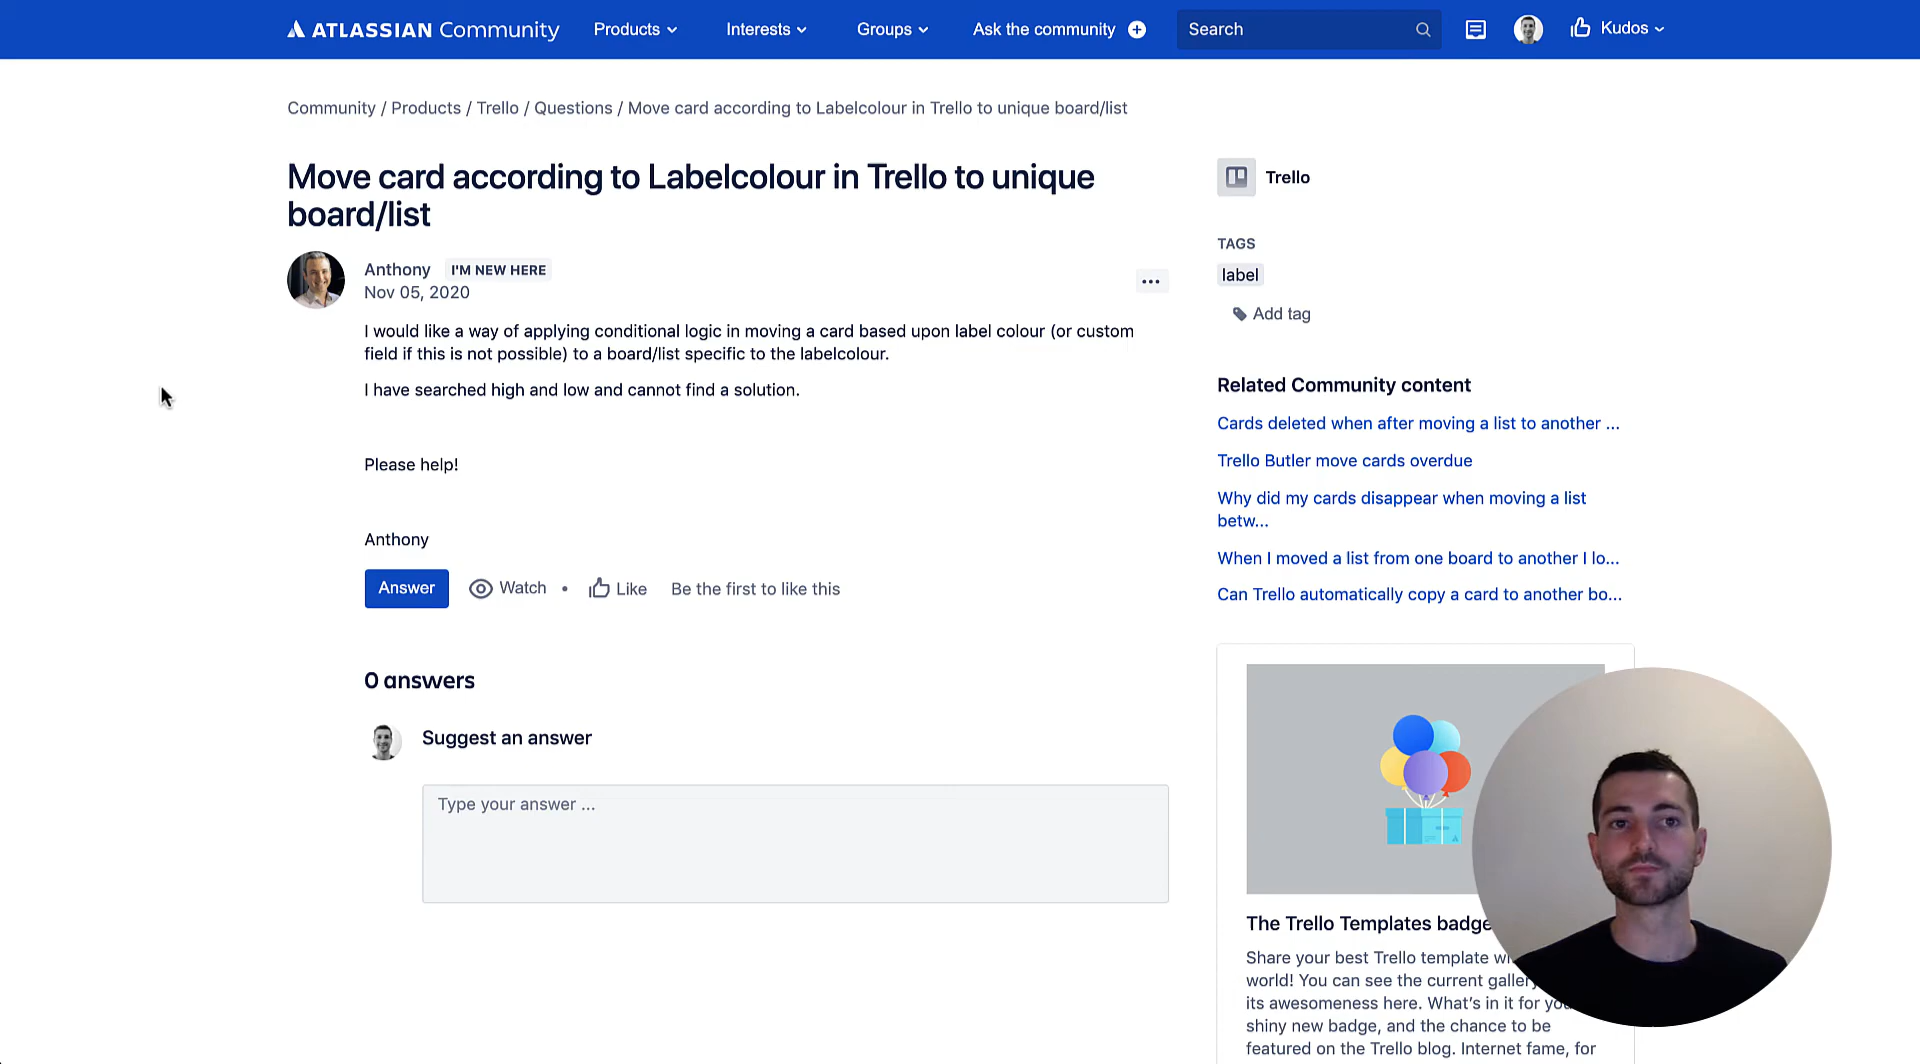 ATLASSIAN Community
Products
Interests
Groups
Ask the community
Search
Kudos
Community / Products / Trello / Questions / Move card according to Labelcolour in Trello to unique board/list
Move card according to Labelcolour in Trello to unique
board/list
Anthony I'M NEW HERE
Nov 05, 2020
I would like a way of applying conditional logic in moving a card based upon label colour (or custom
field if this is not possible) to a board/list specific to the labelcolour.
I have searched high and low and cannot find a solution.
Please help!
Anthony
Answer
Watch • Like Be the first to like this
0 answers
Suggest an answer
Type your answer ...
Trello
TAGS
label
Add tag
Related Community content
Cards deleted when after moving a list to another ...
Trello Butler move cards overdue
Why did my cards disappear when moving a list
betw...
When I moved a list from one board to another I lo...
Can Trello automatically copy a card to another bo...
The Trello Templates badge
Share your best Trello template
world! You can see the current gallery
its awesomeness here. What's in it for
shiny new badge, and the chance to be
featured on the Trello blog. Internet fame, for